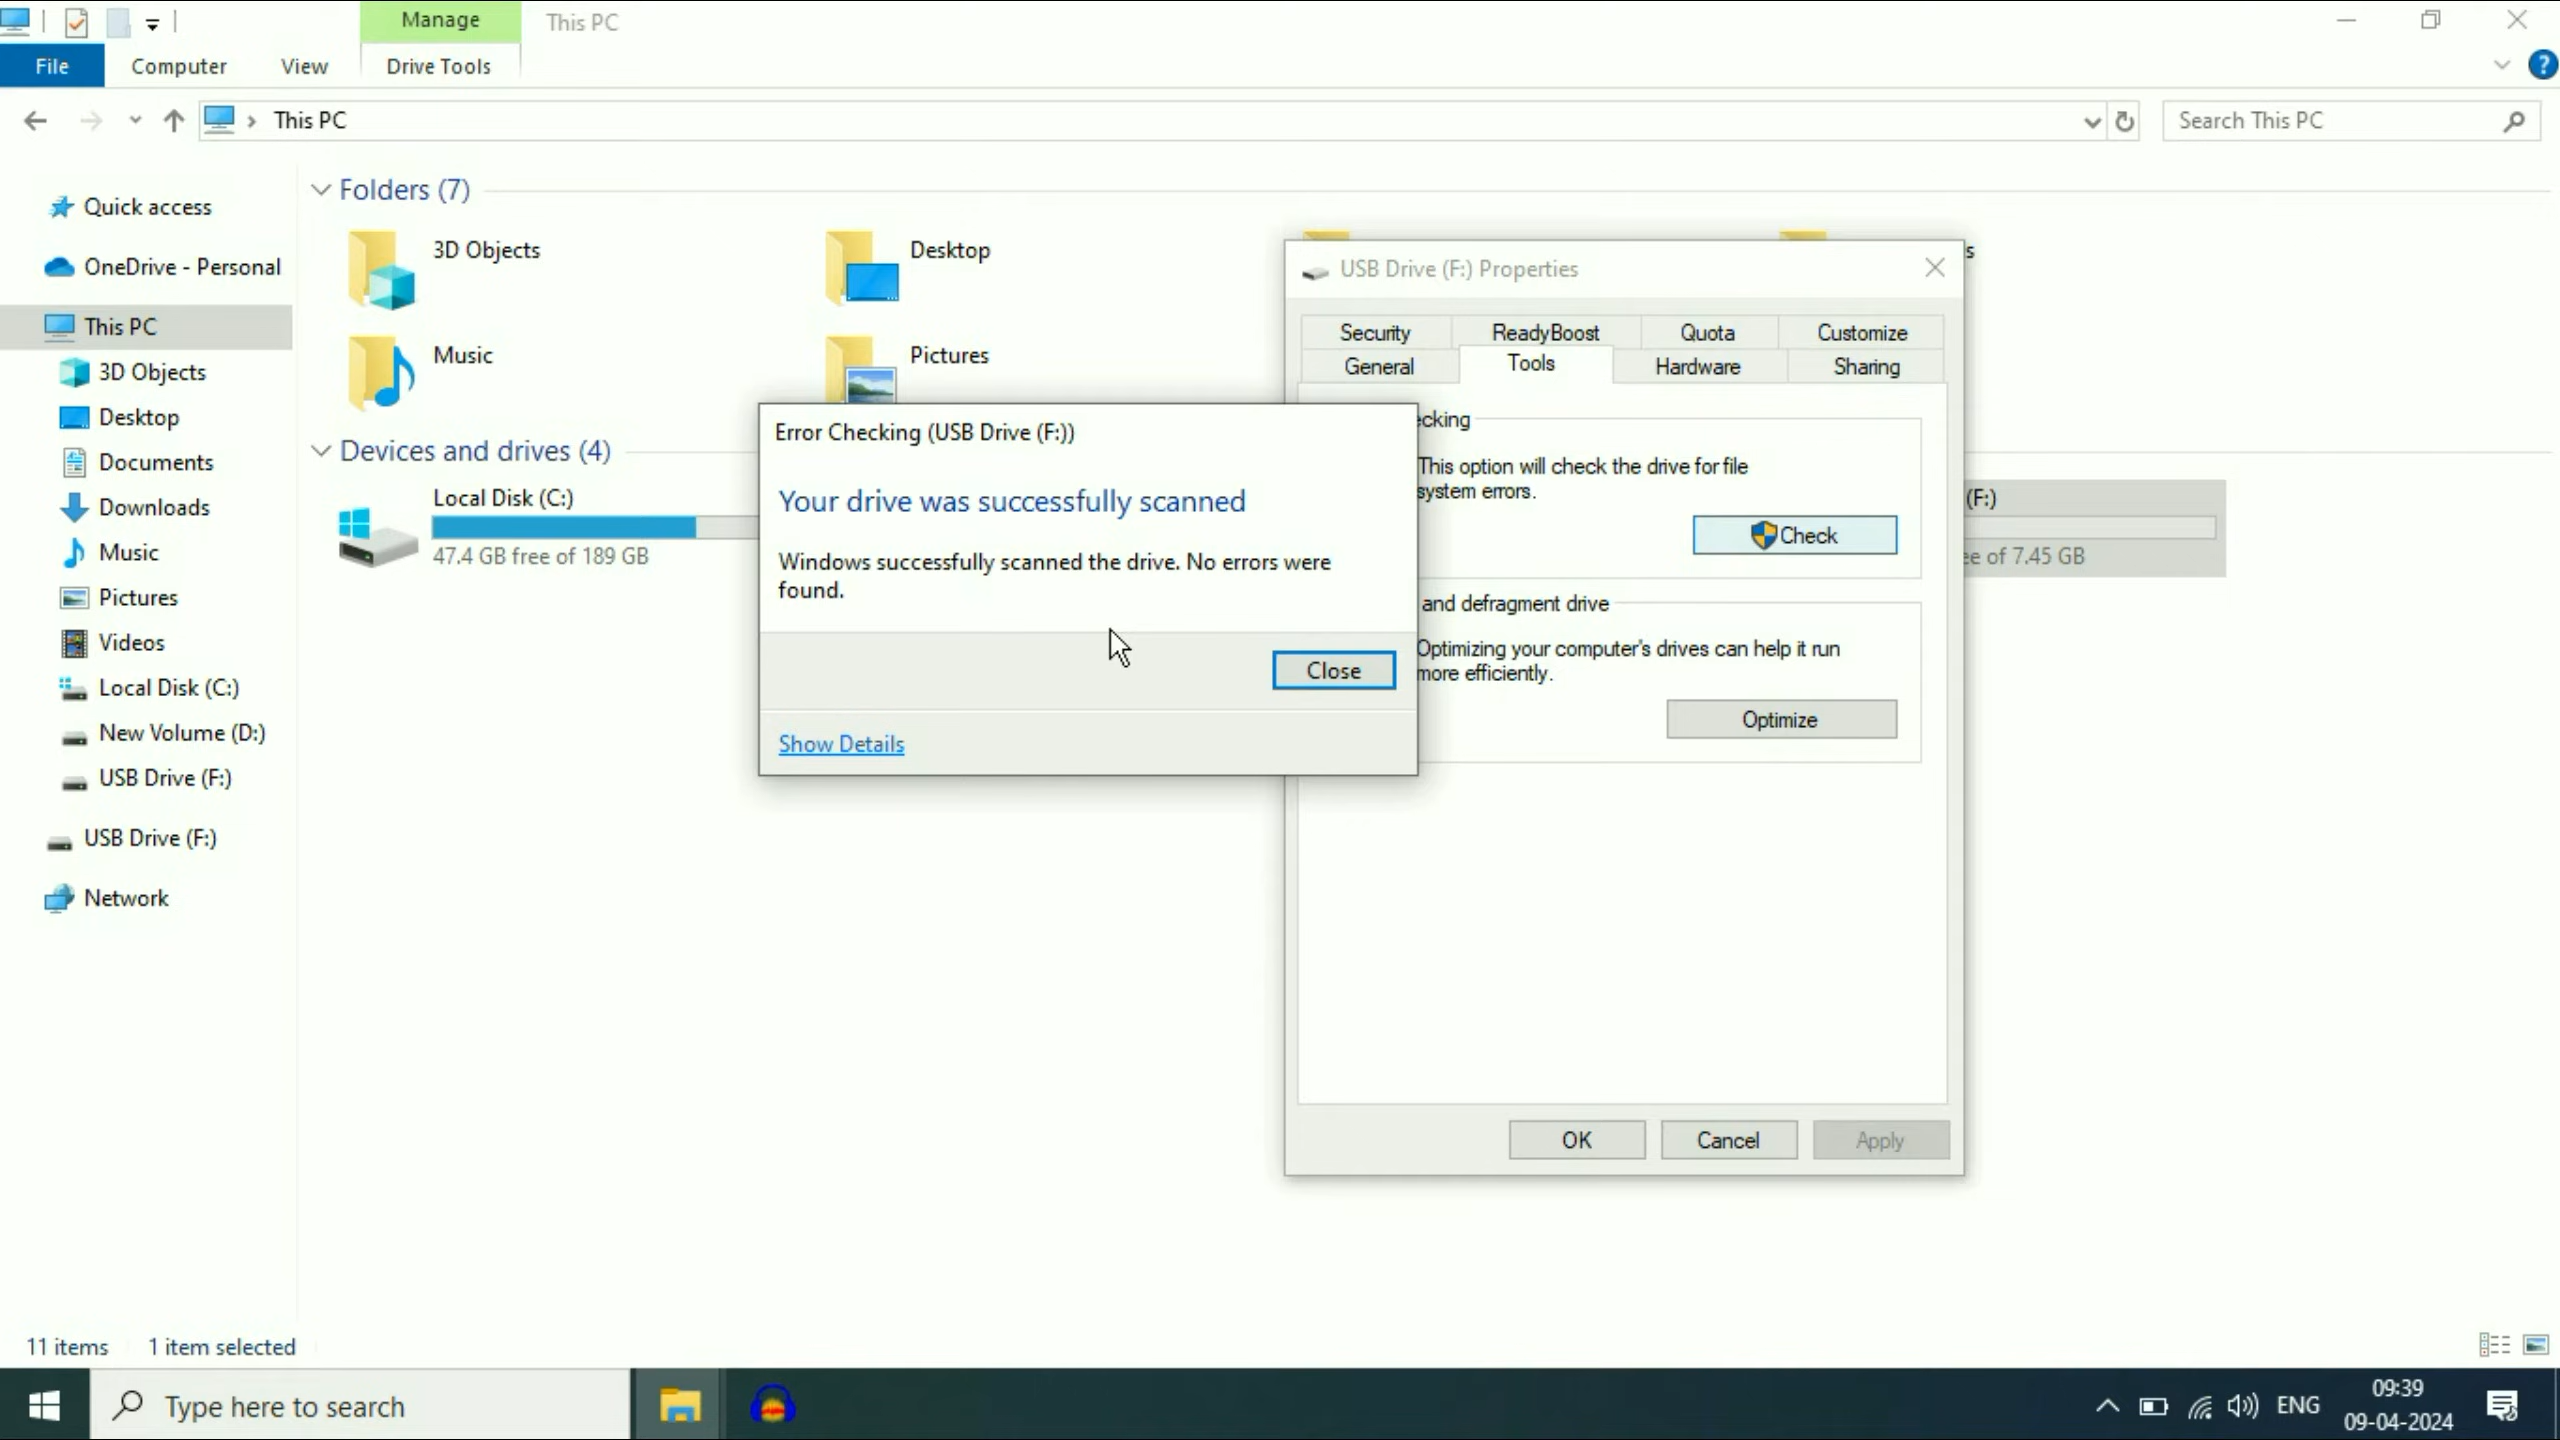 Manage
This PC
File
Computer
View
Drive Tools
This PC
Search This PC
Quick access
OneDrive - Personal
This PC
3D Objects
Desktop
Documents
Downloads
Music
Pictures
Videos
Local Disk (C:)
New Volume (D:)
USB Drive (F:)
USB Drive (F:)
Network
Folders (7)
3D Objects
Desktop
Music
Pictures
Devices and drives (4)
Local Disk (C:)
47.4 GB free of 189 GB
(F:)
of 7.45 GB
USB Drive (F:) Properties
Security
ReadyBoost
Quota
Customize
General
Tools
Hardware
Sharing
This option will check the drive for file
system errors.
Check
and defragment drive
Optimizing your computer's drives can help it run
more efficiently.
Optimize
OK
Cancel
Apply
Error Checking (USB Drive (F:))
Your drive was successfully scanned
Windows successfully scanned the drive. No errors were
found.
Close
Show Details
11 items
1 item selected
Type here to search
ENG
09:39
09-04-2024